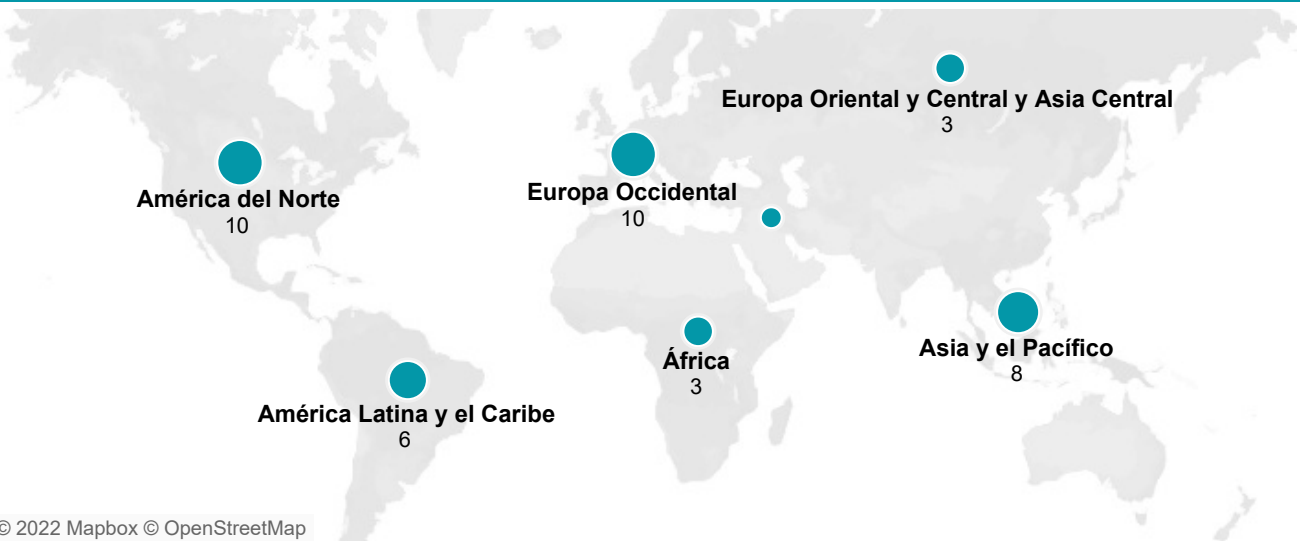 Europa Oriental y Central y Asia Central
3
América del Norte
10
Europa Occidental
10
Asia y el Pacífico
8
África
3
América Latina y el Caribe
6
© 2022 Mapbox © OpenStreetMap